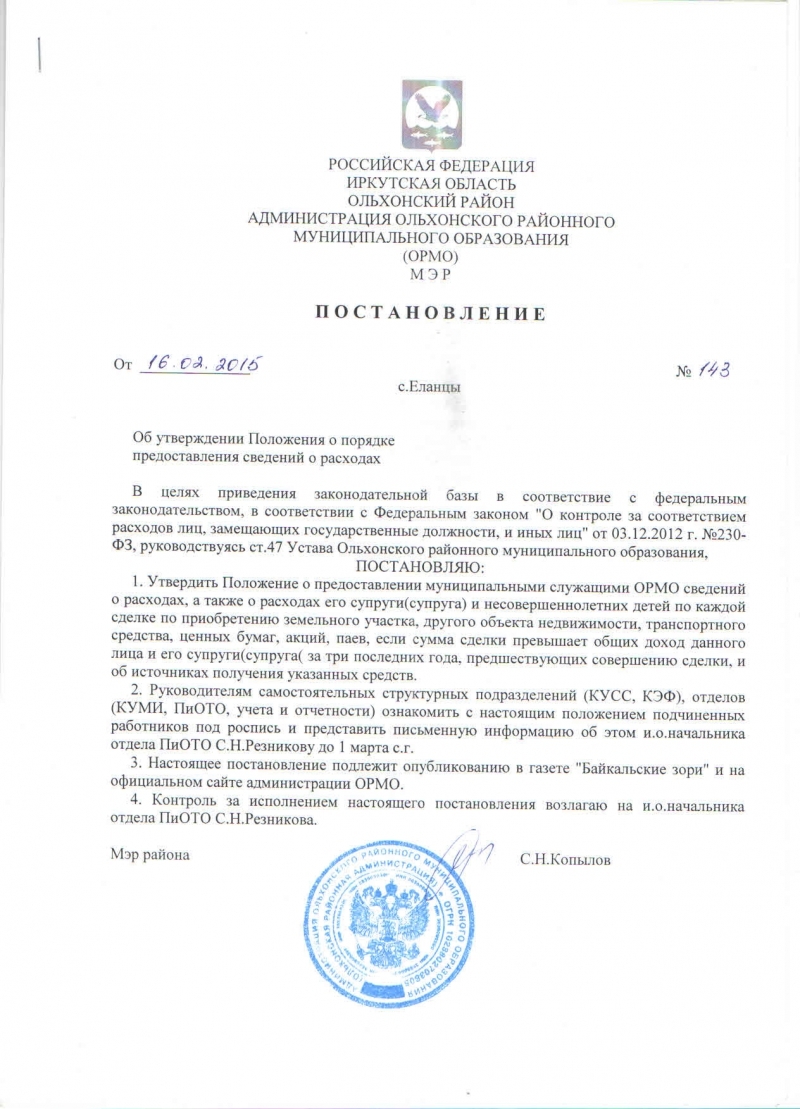 РОССИЙСКАЯ ФЕДЕРАЦИЯ
ИРКУТСКАЯ ОБЛАСТЬ
ОЛЬХОНСКИЙ РАЙОН
АДМИНИСТРАЦИЯ ОЛЬХОНСКОГО РАЙОННОГО
МУНИЦИПАЛЬНОГО ОБРАЗОВАНИЯ
(ОРМО)
М Э Р
П О С Т А Н О В Л Е Н И Е
От 16.02.2015 № 143
с.Еланцы
Об утверждении Положения о порядке
предоставления сведений о расходах
В целях приведения законодательной базы в соответствие с федеральным
законодательством, в соответствии с Федеральным законом "О контроле за соответствием
расходов лиц, замещающих государственные должности, и иных лиц" от 03.12.2012 г. №230-
ФЗ, руководствуясь ст.47 Устава Ольхонского районного муниципального образования,
ПОСТАНОВЛЯЮ:
1. Утвердить Положение о предоставлении муниципальными служащими ОРМО сведений
о расходах, а также о расходах его супруги(супруга) и несовершеннолетних детей по каждой
сделке по приобретению земельного участка, другого объекта недвижимости, транспортного
средства, ценных бумаг, акций, паев, если сумма сделки превышает общих доход данного
лица и его супруги(супруга( за три последних года, предшествующих совершению сделки, и
об источниках получения указанных средств.
2. Руководителям самостоятельных структурных подразделений (КУСС, КЭФ), отделов
(КУМИ, ПиОТО, учета и отчетности) ознакомить с настоящим положением подчиненных
работников под роспись и представить письменную информацию об этом и.о.начальника
отдела ПиОТО С.Н.Резникову до 1 марта с.г.
3. Настоящее постановление подлежит опубликованию в газете "Байкальские зори" и на
официальном сайте администрации ОРМО.
4. Контроль за исполнением настоящего постановления возлагаю на и.о.начальника
отдела ПиОТО С.Н.Резникова.
Мэр района С.Н.Копылов
АДМИНИСТРАЦИЯ ОЛЬХОНСКОГО РАЙОННОГО МУНИЦИПАЛЬНОГО ОБРАЗОВАНИЯ
(ОЛЬХОНСКАЯ РАЙОННАЯ АДМИНИСТРАЦИЯ) * ОГРН